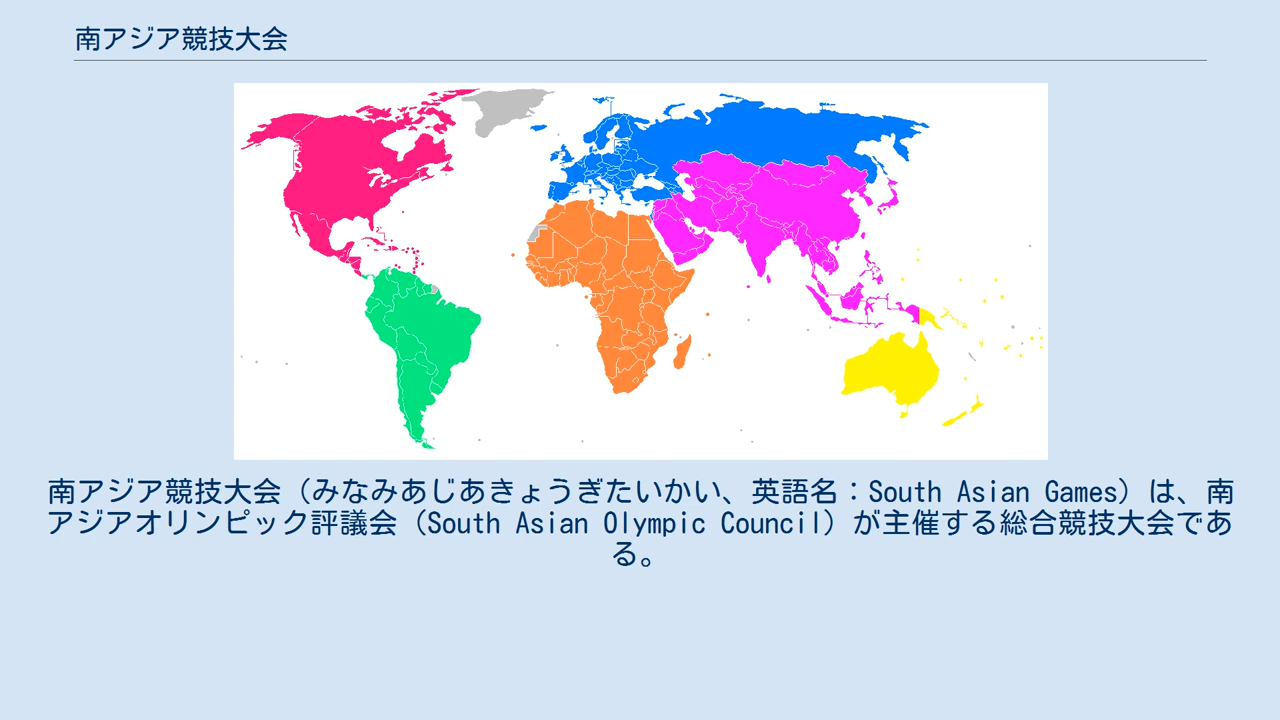 南アジア競技大会
南アジア競技大会（みなみあじあきょうぎたいかい、英語名：South Asian Games）は、南
アジアオリンピック評議会（South Asian Olympic Council）が主催する総合競技大会であ
る。